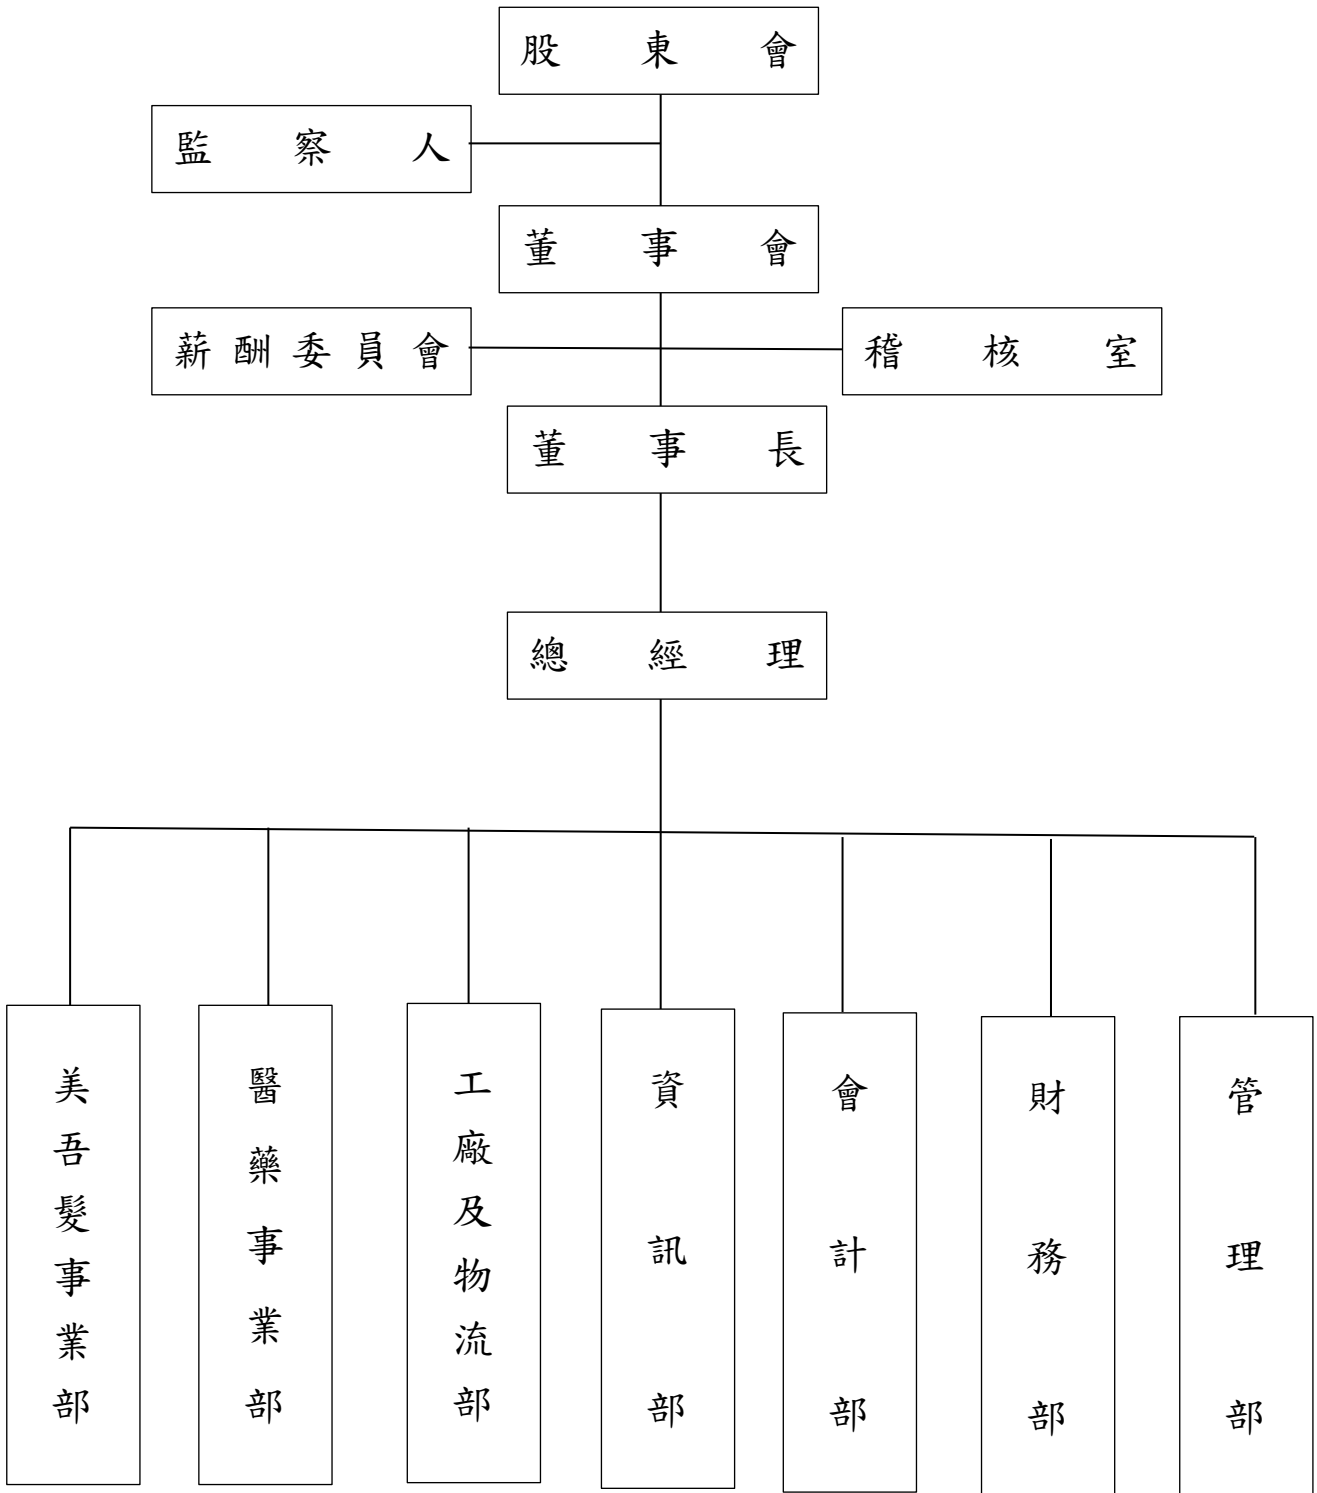 股東會
監察人
董事會
薪酬委員會
稽核室
董事長
總經理
美吾髮事業部
醫藥事業部
工廠及物流部
資訊部
會計部
財務部
管理部